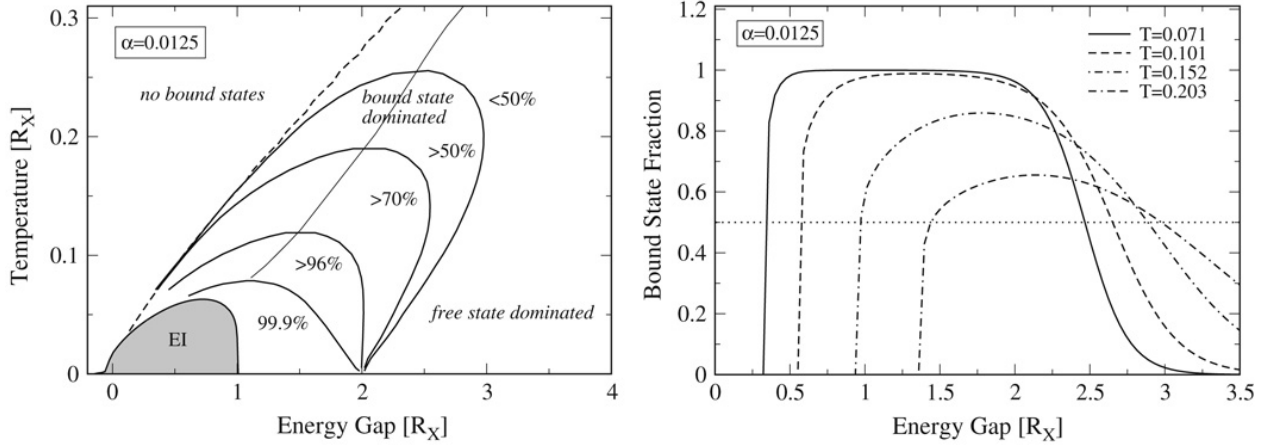 0.3
0.2
0.1
0
Temperature [R_X]
α=0.0125
no bound states
bound state
dominated
<50%
>50%
>70%
>96%
99.9%
free state dominated
EI
0 1 2 3 4
Energy Gap [R_X]
1.2
1
0.8
0.6
0.4
0.2
0
Bound State Fraction
α=0.0125
T=0.071
T=0.101
T=0.152
T=0.203
0 0.5 1 1.5 2 2.5 3 3.5
Energy Gap [R_X]